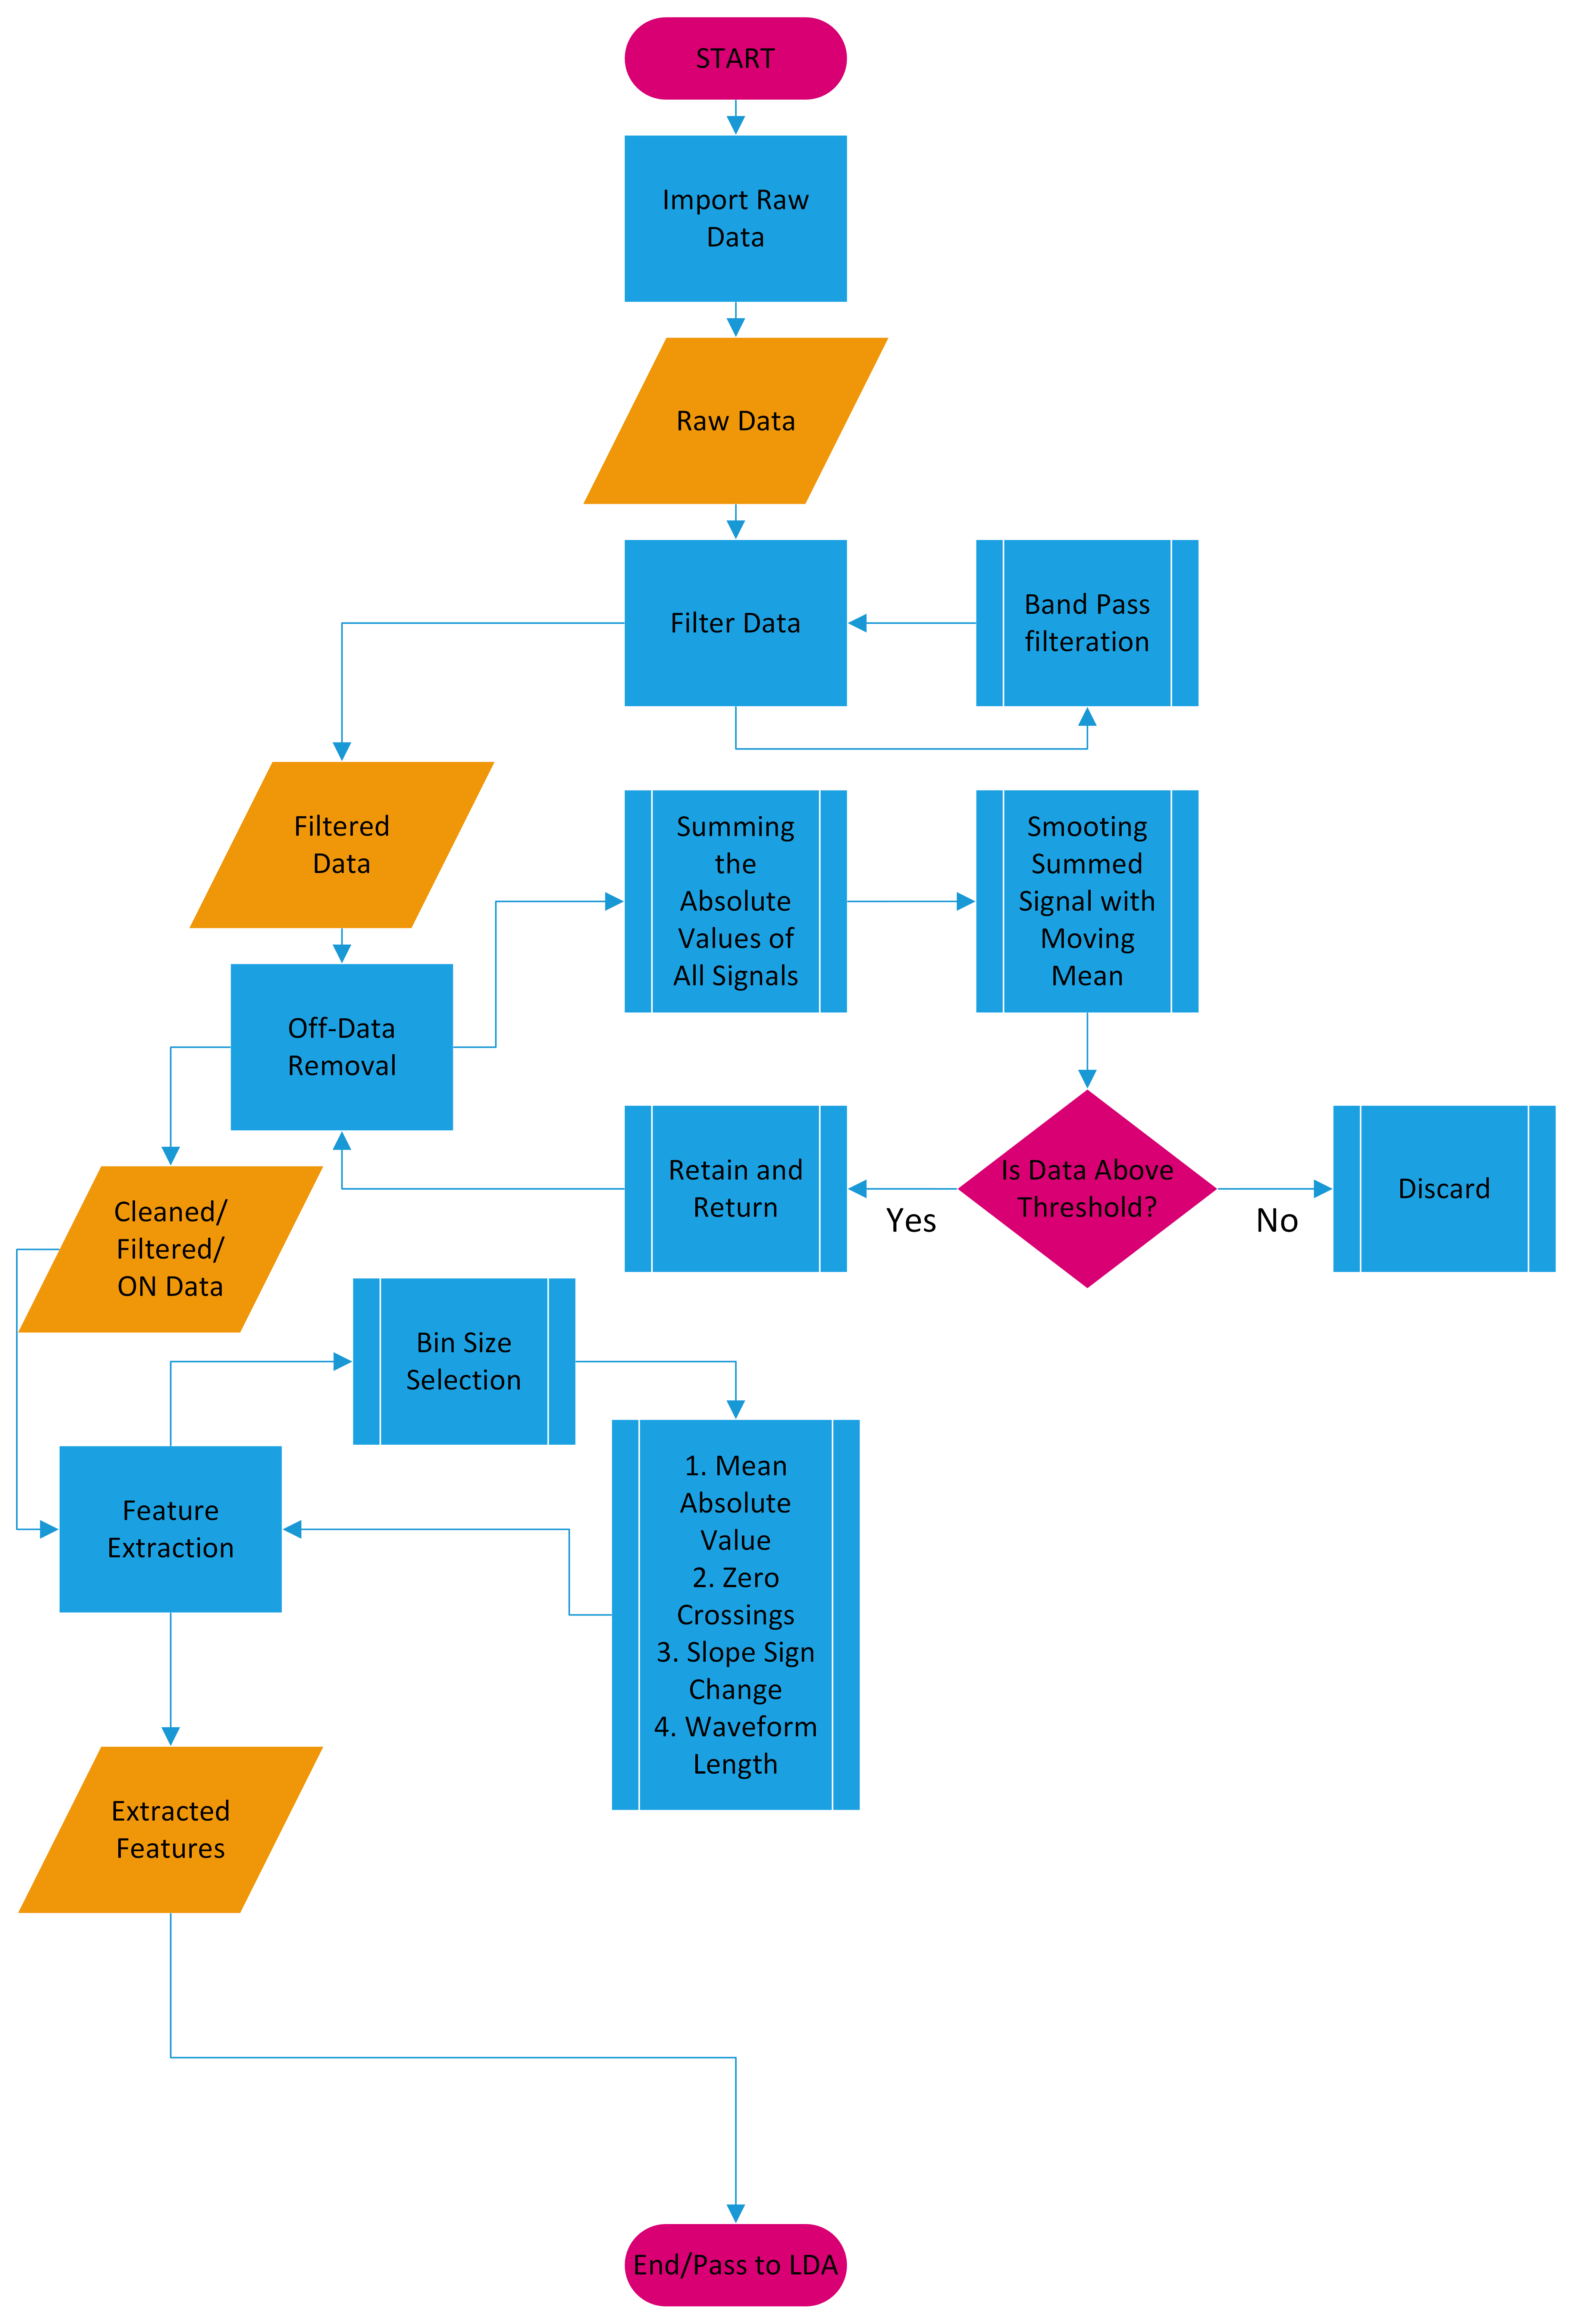 START
Import Raw
Data
Raw Data
Filter Data
Band Pass
filteration
Filtered
Data
Summing
the
Absolute
Values of
All Signals
Smooting
Summed
Signal with
Moving
Mean
Off-Data
Removal
Retain and
Return
Yes
Is Data Above
Threshold?
No
Discard
Cleaned/
Filtered/
ON Data
Bin Size
Selection
Feature
Extraction
1. Mean
Absolute
Value
2. Zero
Crossings
3. Slope Sign
Change
4. Waveform
Length
Extracted
Features
End/Pass to LDA